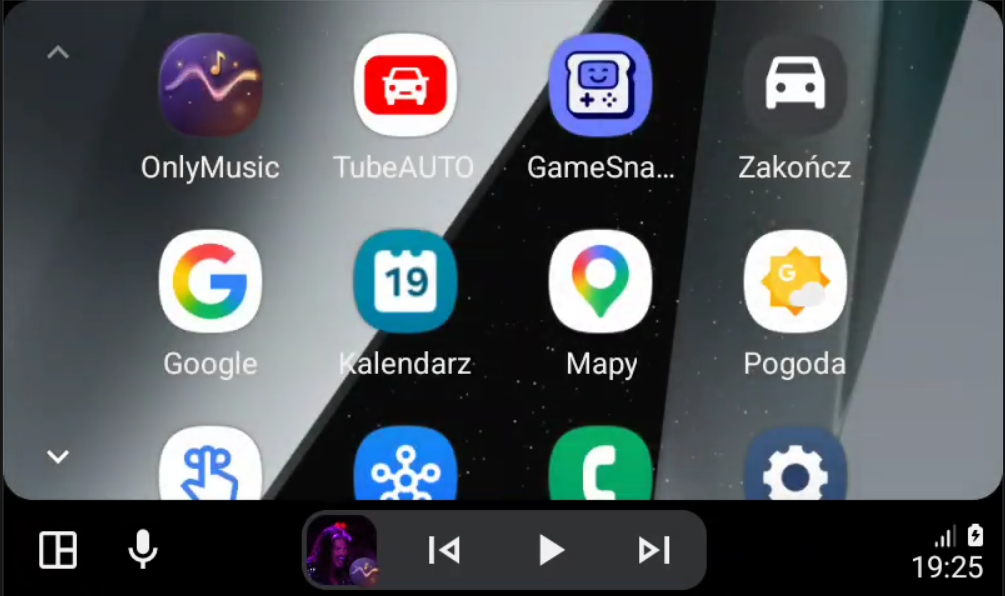 OnlyMusic
TubeAUTO
GameSna...
Zakończ
G
19
G
Google
Kalendarz
Mapy
Pogoda
19:25